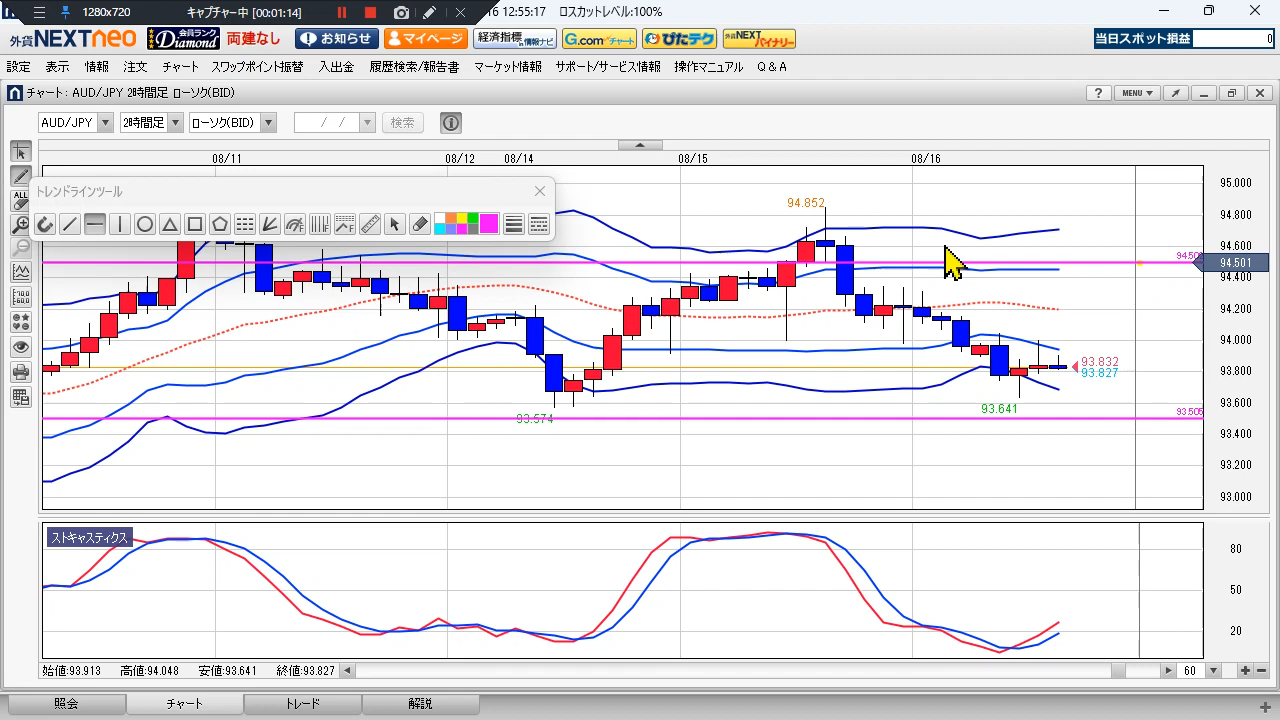 1280x720 キャプチャー中 [00:01:14] 16 12:55:17 ロスカットレベル:100%
外貨NEXTneo 会員ランク Diamond 両建なし お知らせ マイページ 経済指標 情報ナビ G.comチャート ぴたテク 外貨NEXTバイナリー 当日スポット損益 0
設定 表示 情報 注文 チャート スワップポイント振替 入出金 履歴検索/報告書 マーケット情報 サポート/サービス情報 操作マニュアル Q&A
チャート : AUD/JPY 2時間足 ローソク(BID) ? MENU
AUD/JPY 2時間足 ローソク(BID) / / 検索
08/11 08/12 08/14 08/15 08/16
トレンドラインツール
ALL
94.852
95.000
94.800
94.600
94.501
94.400
94.200
94.000
93.832
93.827
93.800
93.600
93.574
93.641
93.505
93.400
93.200
93.000
ストキャスティクス
80
50
20
始値:93.913 高値:94.048 安値:93.641 終値:93.827 60
照会 チャート トレード 解説